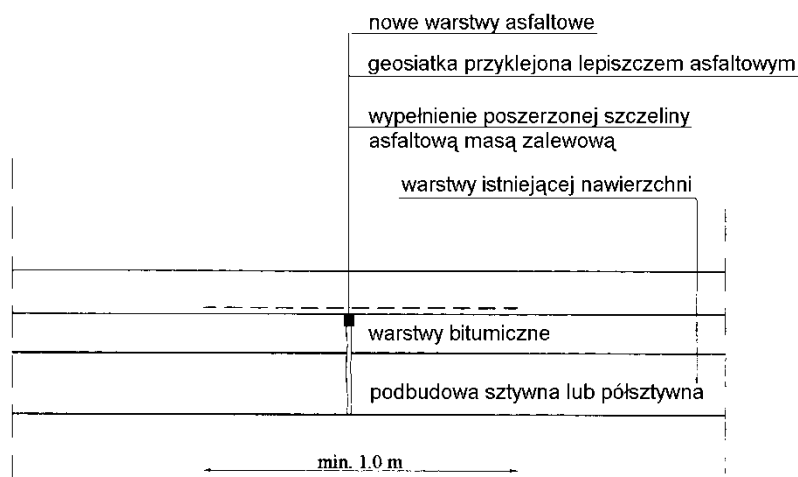 nowe warstwy asfaltowe
geosiatka przyklejona lepiszczem asfaltowym
wypełnienie poszerzonej szczeliny
asfaltową masą zalewową
warstwy istniejącej nawierzchni
warstwy bitumiczne
podbudowa sztywna lub półsztywna
min. 1.0 m